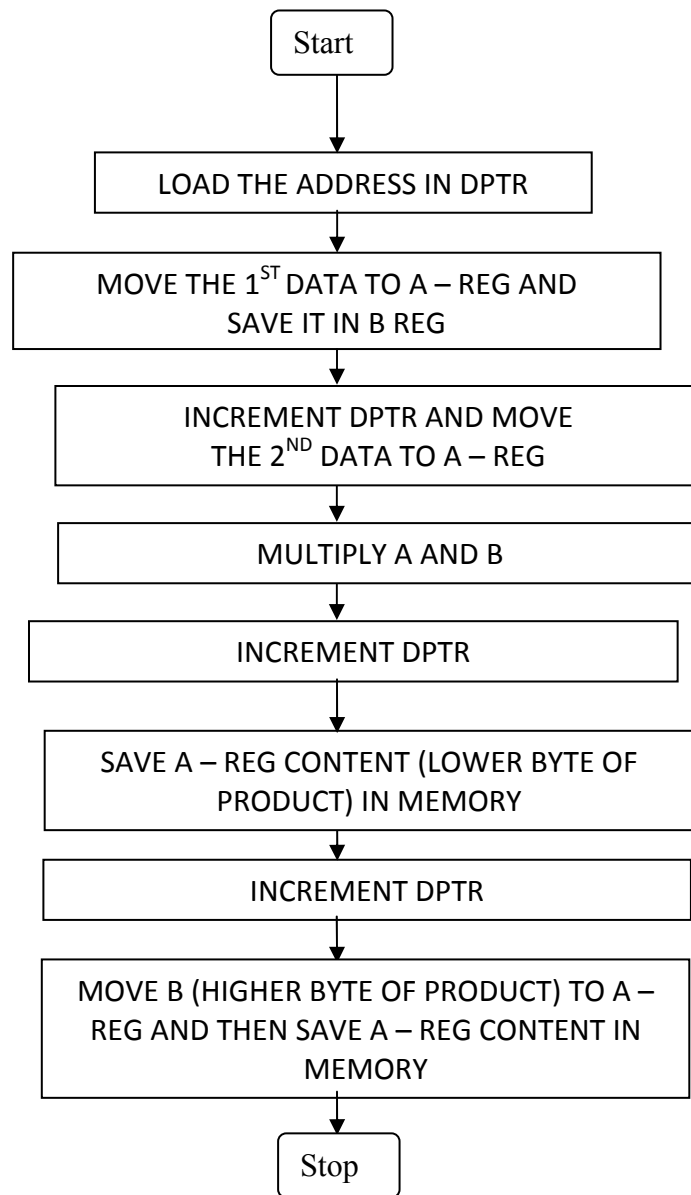 Start
LOAD THE ADDRESS IN DPTR
MOVE THE 1ST DATA TO A – REG AND
SAVE IT IN B REG
INCREMENT DPTR AND MOVE
THE 2ND DATA TO A – REG
MULTIPLY A AND B
INCREMENT DPTR
SAVE A – REG CONTENT (LOWER BYTE OF
PRODUCT) IN MEMORY
INCREMENT DPTR
MOVE B (HIGHER BYTE OF PRODUCT) TO A –
REG AND THEN SAVE A – REG CONTENT IN
MEMORY
Stop